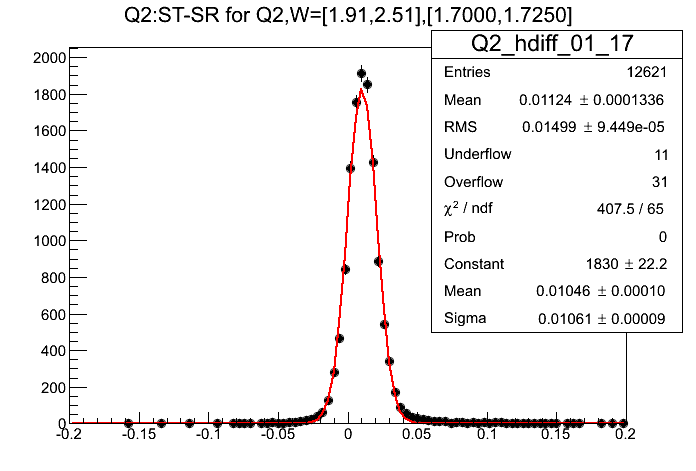 Q2:ST-SR for Q2,W=[1.91,2.51],[1.7000,1.7250]
Q2_hdiff_01_17
Entries 12621
Mean 0.01124 ± 0.0001336
RMS 0.01499 ± 9.449e-05
Underflow 11
Overflow 31
χ² / ndf 407.5 / 65
Prob 0
Constant 1830 ± 22.2
Mean 0.01046 ± 0.00010
Sigma 0.01061 ± 0.00009
2000
1800
1600
1400
1200
1000
800
600
400
200
0
-0.2 -0.15 -0.1 -0.05 0 0.05 0.1 0.15 0.2